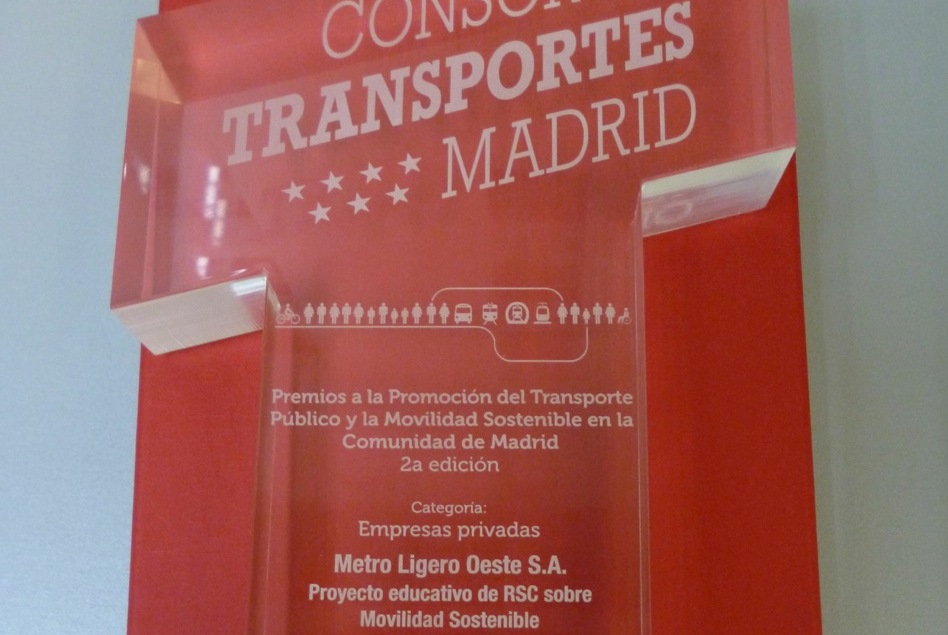 TRANSPORTES
MADRID
Premios a la Promoción del Transporte
Público y la Movilidad Sostenible en la
Comunidad de Madrid
2a edición
Categoría:
Empresas privadas
Metro Ligero Oeste S.A.
Proyecto educativo de RSC sobre
Movilidad Sostenible